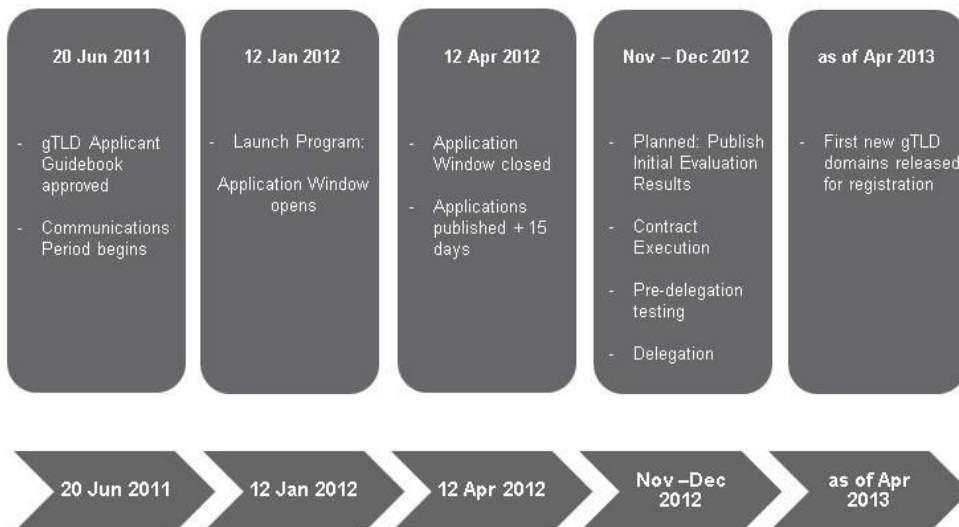 20 Jun 2011
- gTLD Applicant
Guidebook
approved
- Communications
Period begins
12 Jan 2012
- Launch Program:
Application Window
opens
12 Apr 2012
- Application
Window closed
- Applications
published + 15
days
Nov – Dec 2012
- Planned: Publish
Initial Evaluation
Results
- Contract
Execution
- Pre-delegation
testing
- Delegation
as of Apr 2013
- First new gTLD
domains released
for registration
20 Jun 2011
12 Jan 2012
12 Apr 2012
Nov –Dec
2012
as of Apr
2013